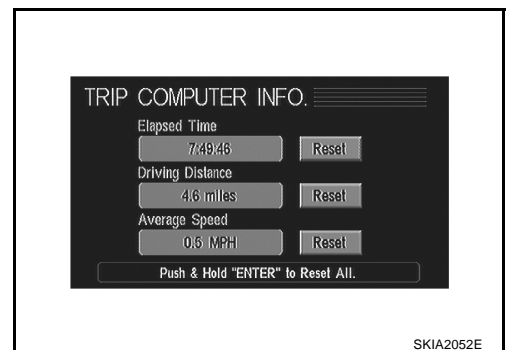 TRIP COMPUTER INFO.
Elapsed Time
7:49:46 Reset
Driving Distance
4.6 miles Reset
Average Speed
0.5 MPH Reset
Push & Hold "ENTER" to Reset All.
SKIA2052E